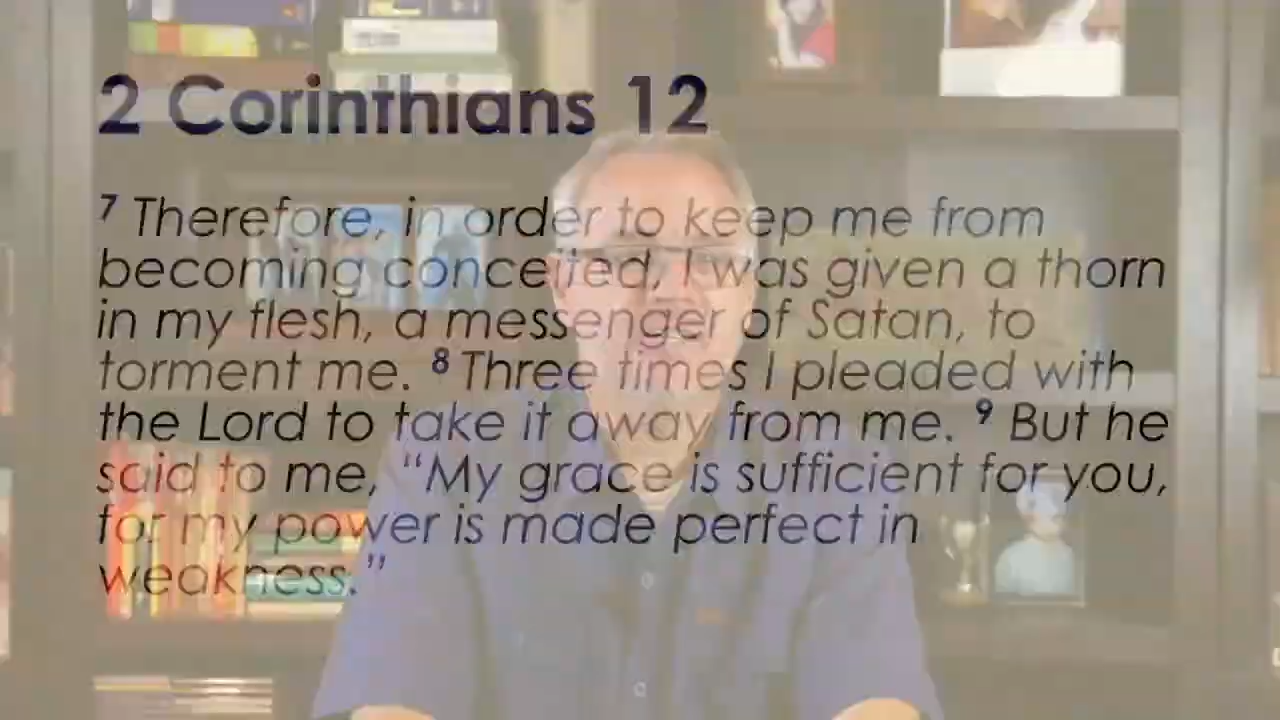 2 Corinthians 12
7 Therefore, in order to keep me from
becoming conceited, I was given a thorn
in my flesh, a messenger of Satan, to
torment me. 8 Three times I pleaded with
the Lord to take it away from me. 9 But he
said to me, “My grace is sufficient for you,
for my power is made perfect in
weakness.”